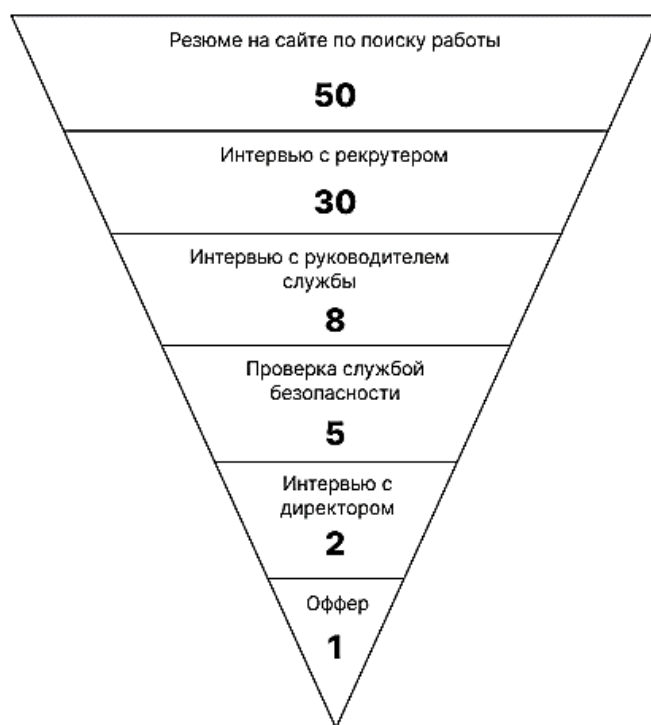 Резюме на сайте по поиску работы
50
Интервью с рекрутером
30
Интервью с руководителем
службы
8
Проверка службой
безопасности
5
Интервью с
директором
2
Оффер
1